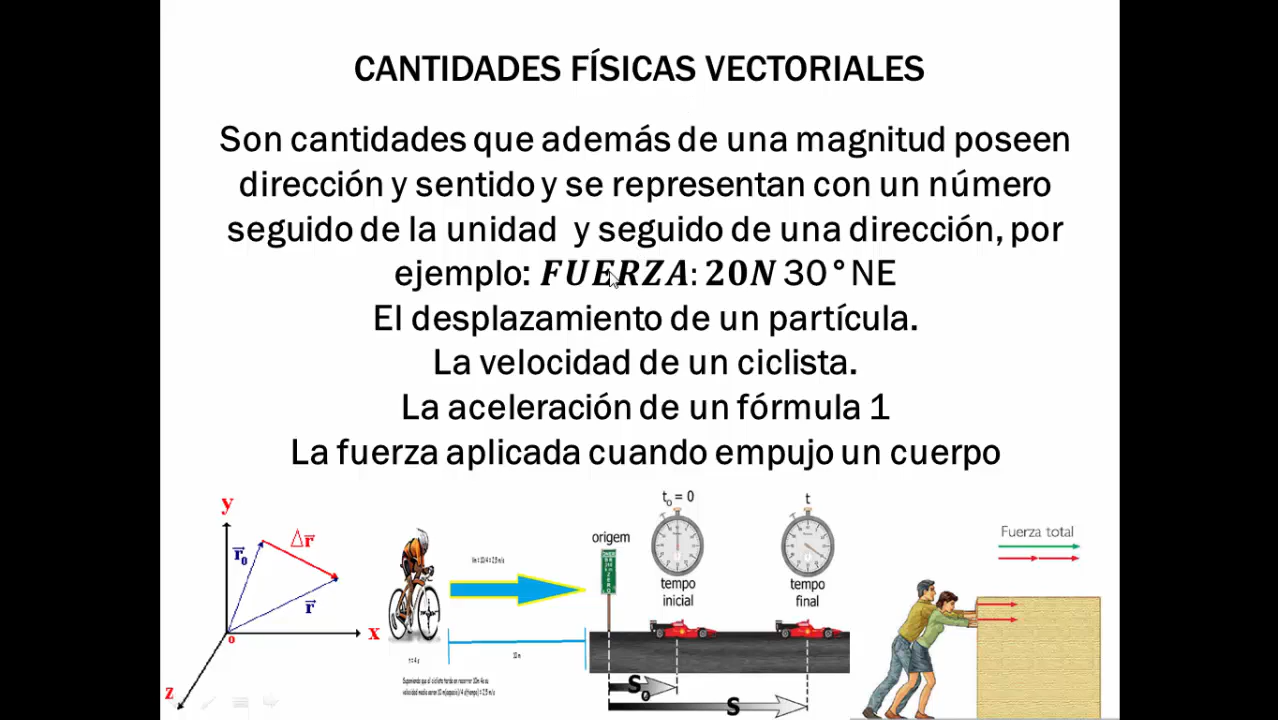 CANTIDADES FÍSICAS VECTORIALES
Son cantidades que además de una magnitud poseen
dirección y sentido y se representan con un número
seguido de la unidad y seguido de una dirección, por
ejemplo: FUERZA: 20N 30°NE
El desplazamiento de un partícula.
La velocidad de un ciclista.
La aceleración de un fórmula 1
La fuerza aplicada cuando empujo un cuerpo
y
r₀
Δr
r
o
x
z
10 m
origem
t₀ = 0
tempo
inicial
t
tempo
final
S₀
S
Fuerza total